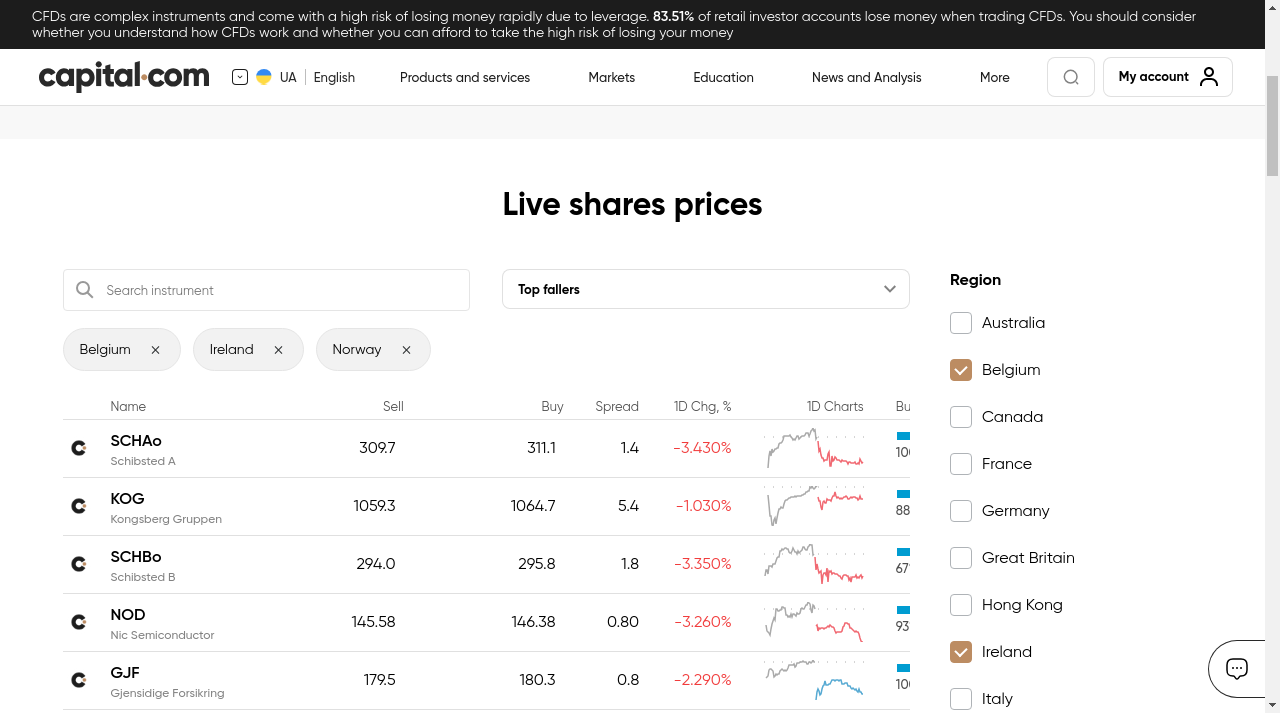 CFDs are complex instruments and come with a high risk of losing money rapidly due to leverage. 83.51% of retail investor accounts lose money when trading CFDs. You should consider
whether you understand how CFDs work and whether you can afford to take the high risk of losing your money
capital.com UA English Products and services Markets Education News and Analysis More My account
Live shares prices
Search instrument
Top fallers
Belgium Ireland Norway
Name Sell Buy Spread 1D Chg, % 1D Charts Bu
SCHAo 309.7 311.1 1.4 -3.430% 100
Schibsted A
KOG 1059.3 1064.7 5.4 -1.030% 88
Kongsberg Gruppen
SCHBo 294.0 295.8 1.8 -3.350% 67
Schibsted B
NOD 145.58 146.38 0.80 -3.260% 93
Nic Semiconductor
GJF 179.5 180.3 0.8 -2.290% 100
Gjensidige Forsikring
Region
Australia
Belgium
Canada
France
Germany
Great Britain
Hong Kong
Ireland
Italy